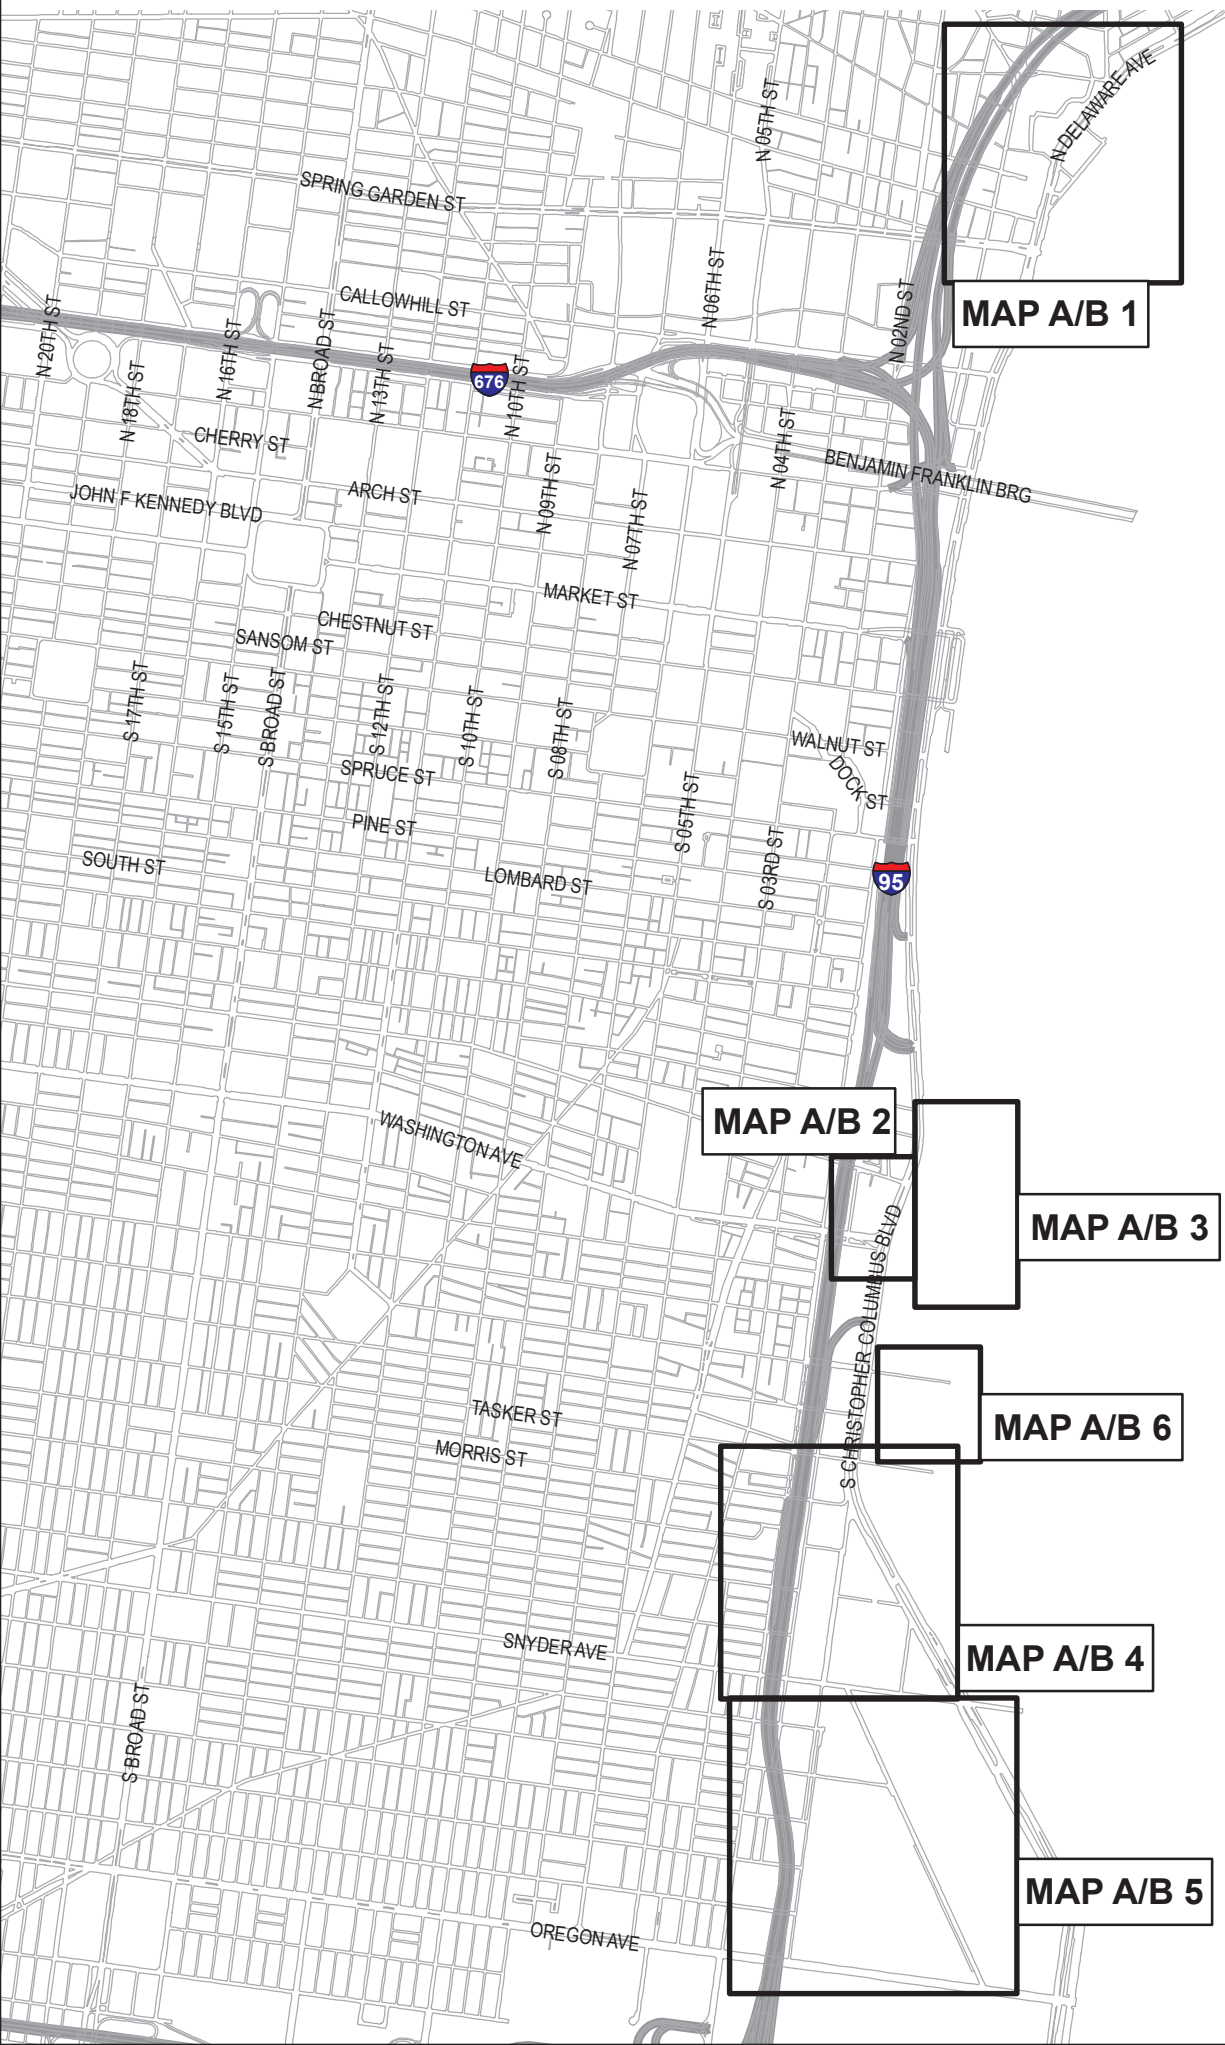 N DELAWARE AVE
N 05TH ST
SPRING GARDEN ST
N 06TH ST
N 02ND ST
CALLOWHILL ST
MAP A/B 1
N 20TH ST
N 16TH ST
N BROAD ST
N 13TH ST
676
N 10TH ST
N 18TH ST
N 04TH ST
CHERRY ST
BENJAMIN FRANKLIN BRG
N 09TH ST
ARCH ST
JOHN F KENNEDY BLVD
N 07TH ST
MARKET ST
CHESTNUT ST
SANSOM ST
S 17TH ST
S 15TH ST
S BROAD ST
S 12TH ST
S 10TH ST
S 08TH ST
WALNUT ST
DOCK ST
SPRUCE ST
S 05TH ST
PINE ST
S 03RD ST
SOUTH ST
LOMBARD ST
95
MAP A/B 2
WASHINGTON AVE
MAP A/B 3
S CHRISTOPHER COLUMBUS BLVD
TASKER ST
MAP A/B 6
MORRIS ST
SNYDER AVE
MAP A/B 4
S BROAD ST
MAP A/B 5
OREGON AVE